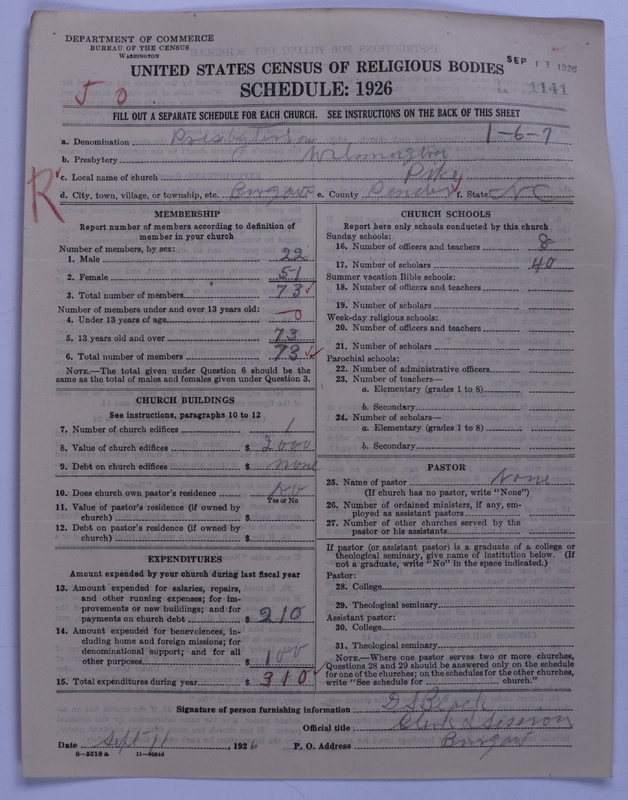 DEPARTMENT OF COMMERCE
BUREAU OF THE CENSUS
WASHINGTON
SEP 13 1926
1141
UNITED STATES CENSUS OF RELIGIOUS BODIES
SCHEDULE: 1926
FILL OUT A SEPARATE SCHEDULE FOR EACH CHURCH. SEE INSTRUCTIONS ON THE BACK OF THIS SHEET
1-6-7
a. Denomination Presbyterian
b. Presbytery Wilmington
c. Local name of church Pike
d. City, town, village, or township, etc. Burgaw e. County Pender f. State NC
R
MEMBERSHIP
Report number of members according to definition of
member in your church
Number of members, by sex:
1. Male 22
2. Female 51
3. Total number of members 73
Number of members under and over 13 years old:
4. Under 13 years of age 0
5. 13 years old and over 73
6. Total number of members 73
NOTE.—The total given under Question 6 should be the
same as the total of males and females given under Question 3.
CHURCH BUILDINGS
See instructions, paragraphs 10 to 12
7. Number of church edifices 1
8. Value of church edifices $ 2000
9. Debt on church edifices $ none
10. Does church own pastor's residence no
Yes or No
11. Value of pastor's residence (if owned by
church) $
12. Debt on pastor's residence (if owned by
church) $
EXPENDITURES
Amount expended by your church during last fiscal year
13. Amount expended for salaries, repairs,
and other running expenses; for im-
provements or new buildings; and for
payments on church debt $ 210
14. Amount expended for benevolences, in-
cluding home and foreign missions; for
denominational support; and for all
other purposes $ 100
15. Total expenditures during year $ 310
CHURCH SCHOOLS
Report here only schools conducted by this church
Sunday schools:
16. Number of officers and teachers 8
17. Number of scholars 40
Summer vacation Bible schools:
18. Number of officers and teachers
19. Number of scholars
Week-day religious schools:
20. Number of officers and teachers
21. Number of scholars
Parochial schools:
22. Number of administrative officers
23. Number of teachers—
a. Elementary (grades 1 to 8)
b. Secondary
24. Number of scholars—
a. Elementary (grades 1 to 8)
b. Secondary
PASTOR
25. Name of pastor None
(If church has no pastor, write "None")
26. Number of ordained ministers, if any, em-
ployed as assistant pastors
27. Number of other churches served by the
pastor or his assistants
If pastor (or assistant pastor) is a graduate of a college or
theological seminary, give name of institution below. (If
not a graduate, write "No" in the space indicated.)
Pastor:
28. College
29. Theological seminary
Assistant pastor:
30. College
31. Theological seminary
NOTE.—Where one pastor serves two or more churches,
Questions 28 and 29 should be answered only on the schedule
for one of the churches; on the schedules for the other churches,
write "See schedule for church."
Signature of person furnishing information Black
Official title Clerk Session
Date Sept 11, 1926 P. O. Address Burgaw